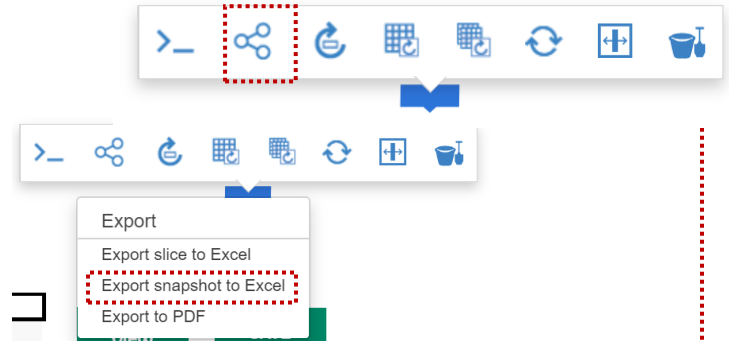 Export
Export slice to Excel
Export snapshot to Excel
Export to PDF